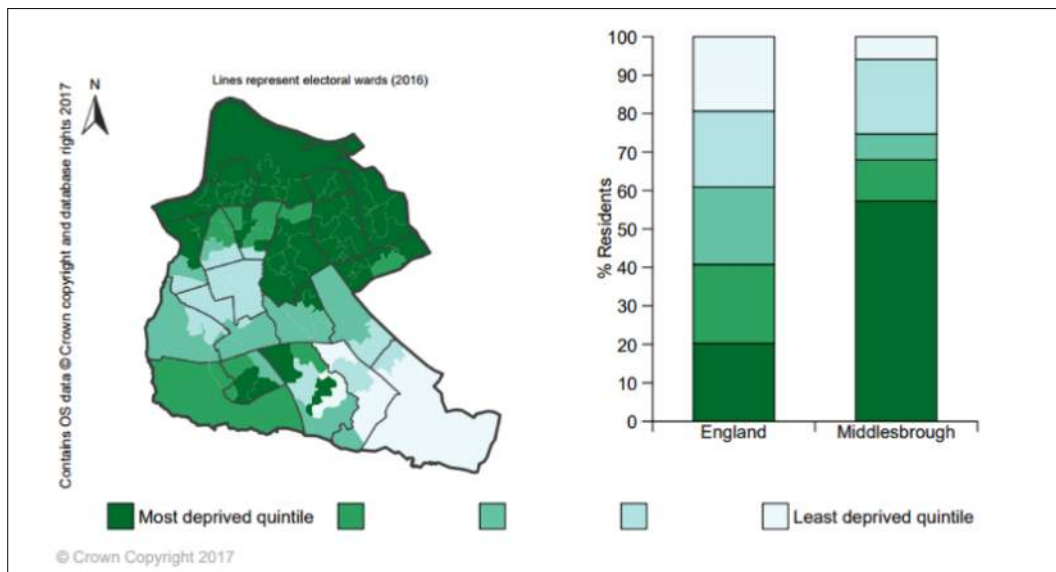 Contains OS data © Crown copyright and database rights 2017
N
Lines represent electoral wards (2016)
% Residents
100
90
80
70
60
50
40
30
20
10
0
England
Middlesbrough
Most deprived quintile
Least deprived quintile
© Crown Copyright 2017